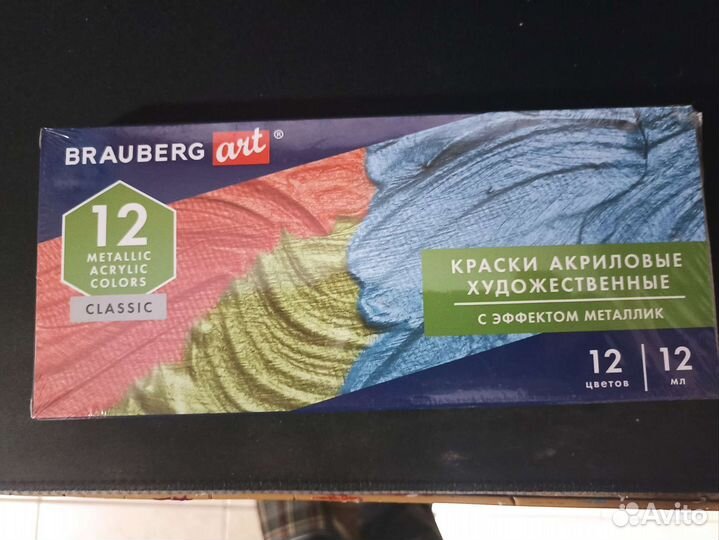 BRAUBERG art ®
12
METALLIC
ACRYLIC
COLORS
CLASSIC
КРАСКИ АКРИЛОВЫЕ
ХУДОЖЕСТВЕННЫЕ
С ЭФФЕКТОМ МЕТАЛЛИК
12 цветов | 12 мл
Avito